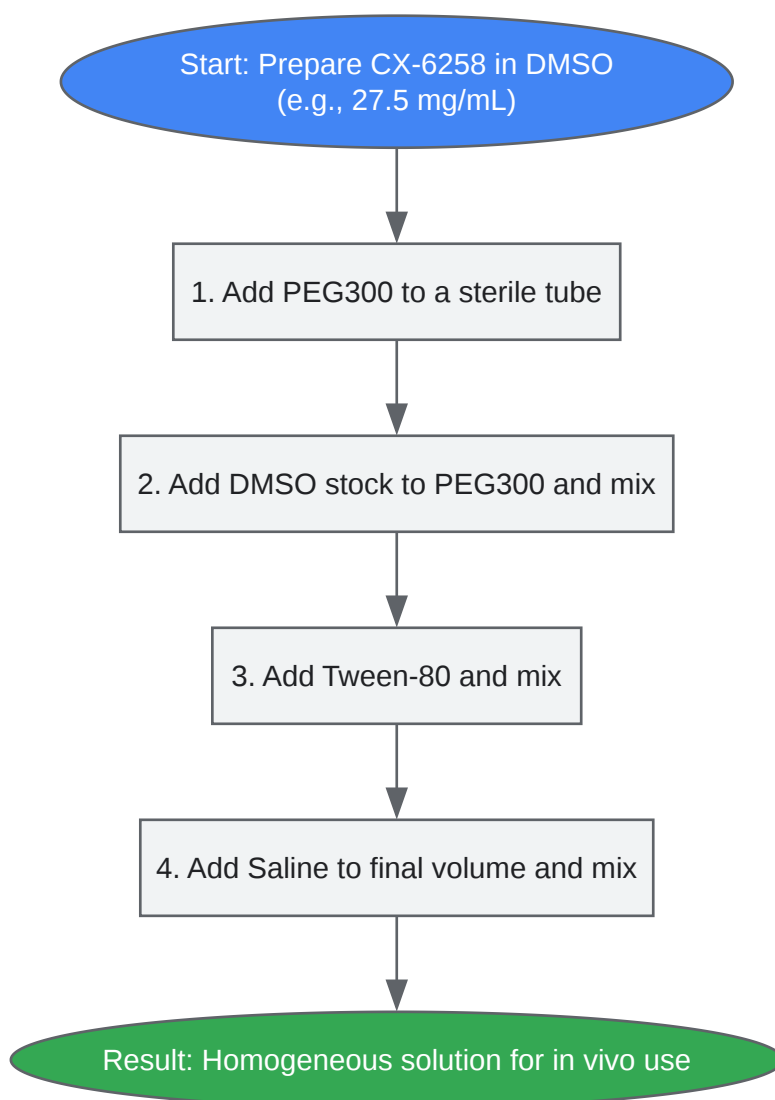 Start: Prepare CX-6258 in DMSO
(e.g., 27.5 mg/mL)
1. Add PEG300 to a sterile tube
2. Add DMSO stock to PEG300 and mix
3. Add Tween-80 and mix
4. Add Saline to final volume and mix
Result: Homogeneous solution for in vivo use